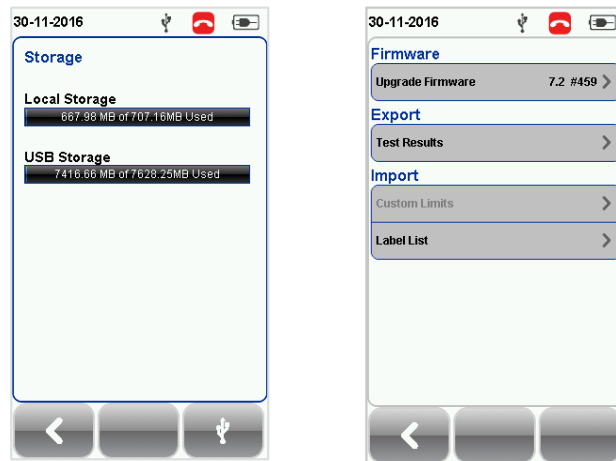 30-11-2016
Storage
Local Storage
667.98 MB of 707.16MB Used
USB Storage
7416.66 MB of 7628.25MB Used
30-11-2016
Firmware
Upgrade Firmware 7.2 #459
Export
Test Results
Import
Custom Limits
Label List